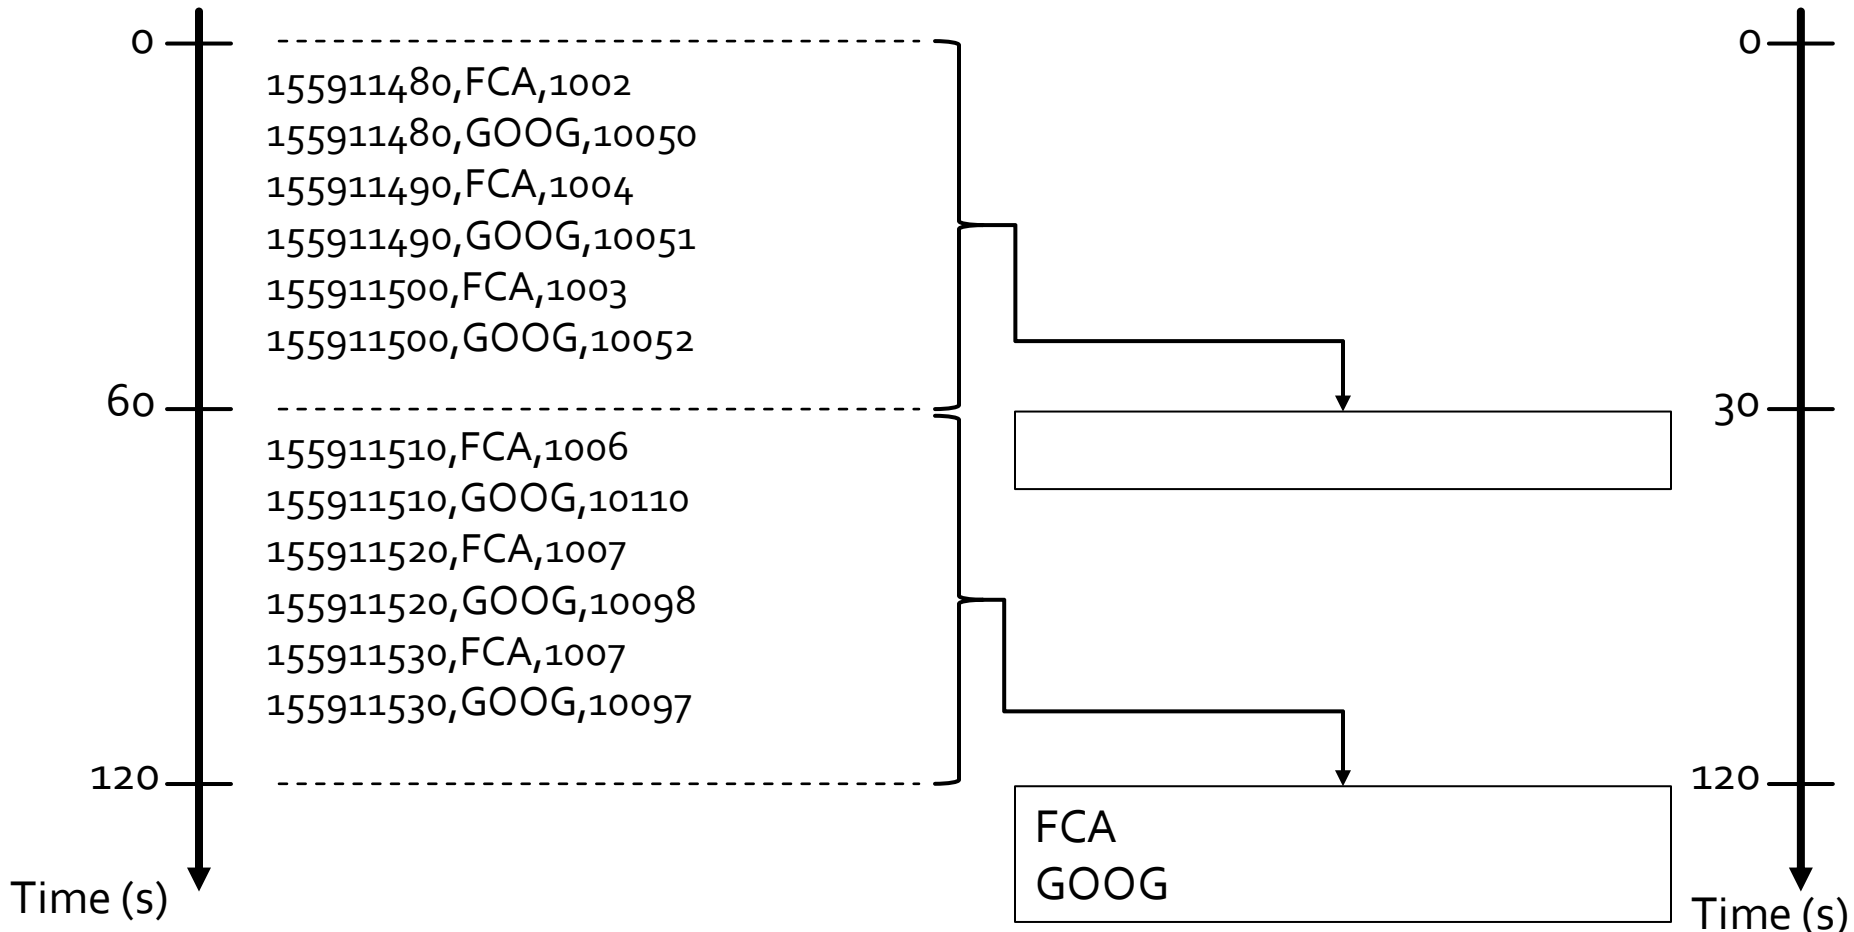 0
155911480,FCA,1002
155911480,GOOG,10050
155911490,FCA,1004
155911490,GOOG,10051
155911500,FCA,1003
155911500,GOOG,10052
60
155911510,FCA,1006
155911510,GOOG,10110
155911520,FCA,1007
155911520,GOOG,10098
155911530,FCA,1007
155911530,GOOG,10097
120
Time (s)
0
30
120
FCA
GOOG
Time (s)